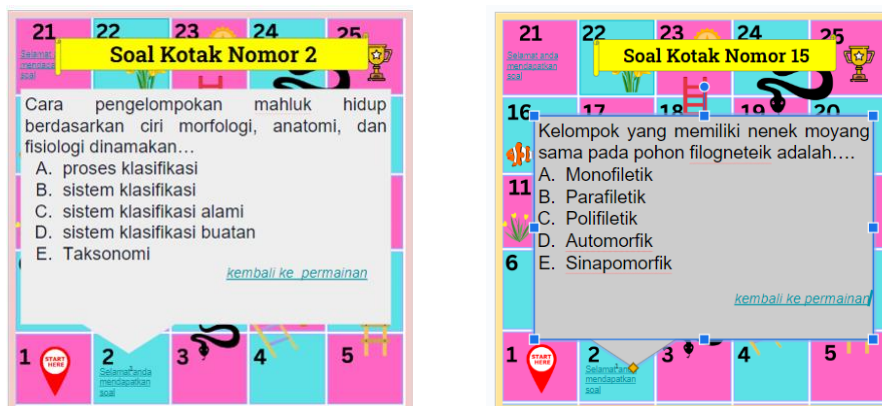 21 22 23 24 25
Soal Kotak Nomor 2
Selamat
mendapa
soal
Cara pengelompokan mahluk hidup
berdasarkan ciri morfologi, anatomi, dan
fisiologi dinamakan…
A. proses klasifikasi
B. sistem klasifikasi
C. sistem klasifikasi alami
D. sistem klasifikasi buatan
E. Taksonomi
kembali ke permainan
1 START HERE 2 3 4 5
Selamat anda
mendapatkan
soal
21 22 23 24 25
Soal Kotak Nomor 15
Selamat anda
mendapatkan
soal
16 17 18 19 20
Kelompok yang memiliki nenek moyang
sama pada pohon filogneteik adalah….
11
A. Monofiletik
B. Parafiletik
C. Polifiletik
D. Automorfik
6
E. Sinapomorfik
kembali ke permainan
1 START HERE 2 3 4 5
Selamat an
mendapatkan
soal